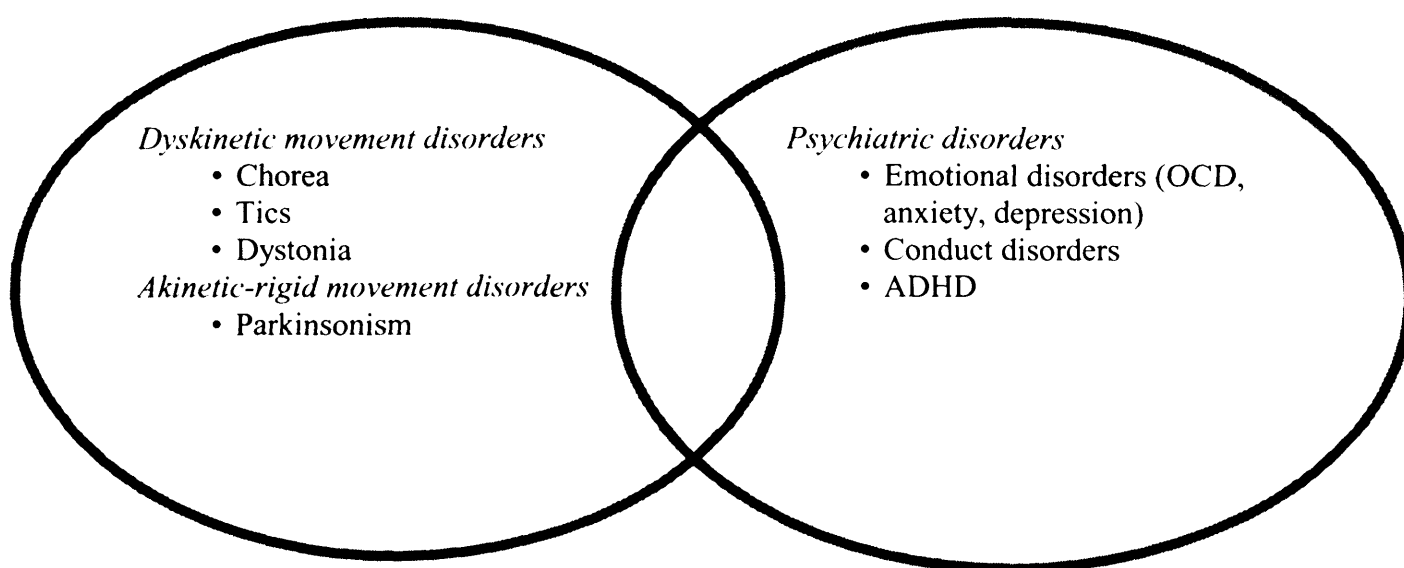 Dyskinetic movement disorders
• Chorea
• Tics
• Dystonia
Akinetic-rigid movement disorders
• Parkinsonism
Psychiatric disorders
• Emotional disorders (OCD,
anxiety, depression)
• Conduct disorders
• ADHD